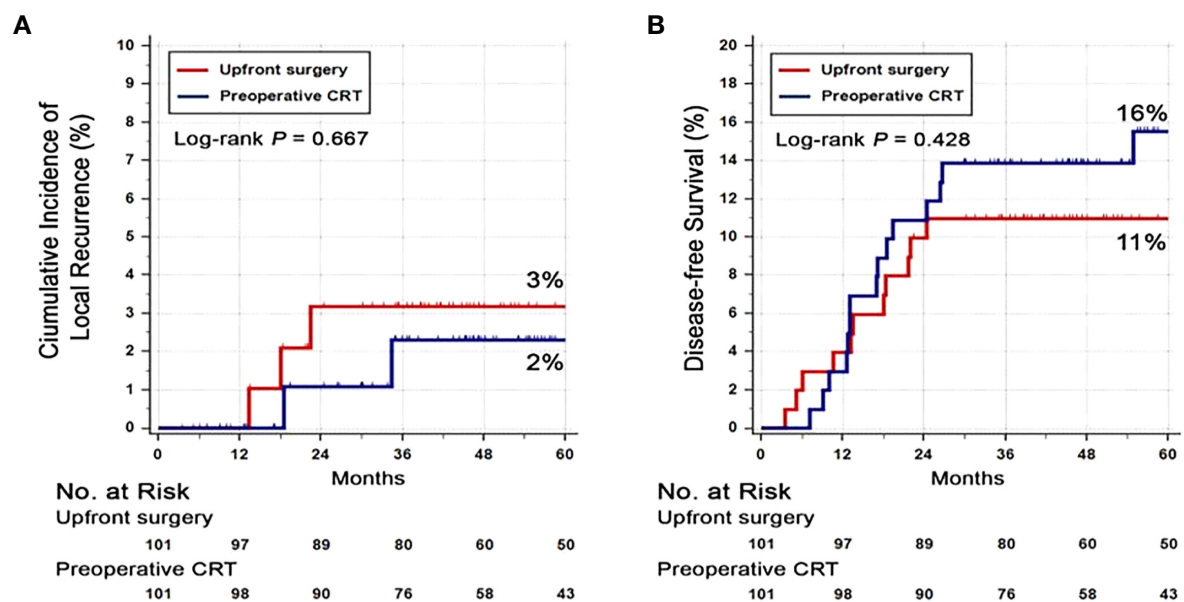 A
Ciumulative Incidence of
Local Recurrence (%)
10
9
8
7
6
5
4
3
2
1
0
Upfront surgery
Preoperative CRT
Log-rank P = 0.667
3%
2%
0 12 24 36 48 60
Months
No. at Risk
Upfront surgery
101 97 89 80 60 50
Preoperative CRT
101 98 90 76 58 43
B
Disease-free Survival (%)
20
18
16
14
12
10
8
6
4
2
0
Upfront surgery
Preoperative CRT
Log-rank P = 0.428
16%
11%
0 12 24 36 48 60
Months
No. at Risk
Upfront surgery
101 97 89 80 60 50
Preoperative CRT
101 98 90 76 58 43